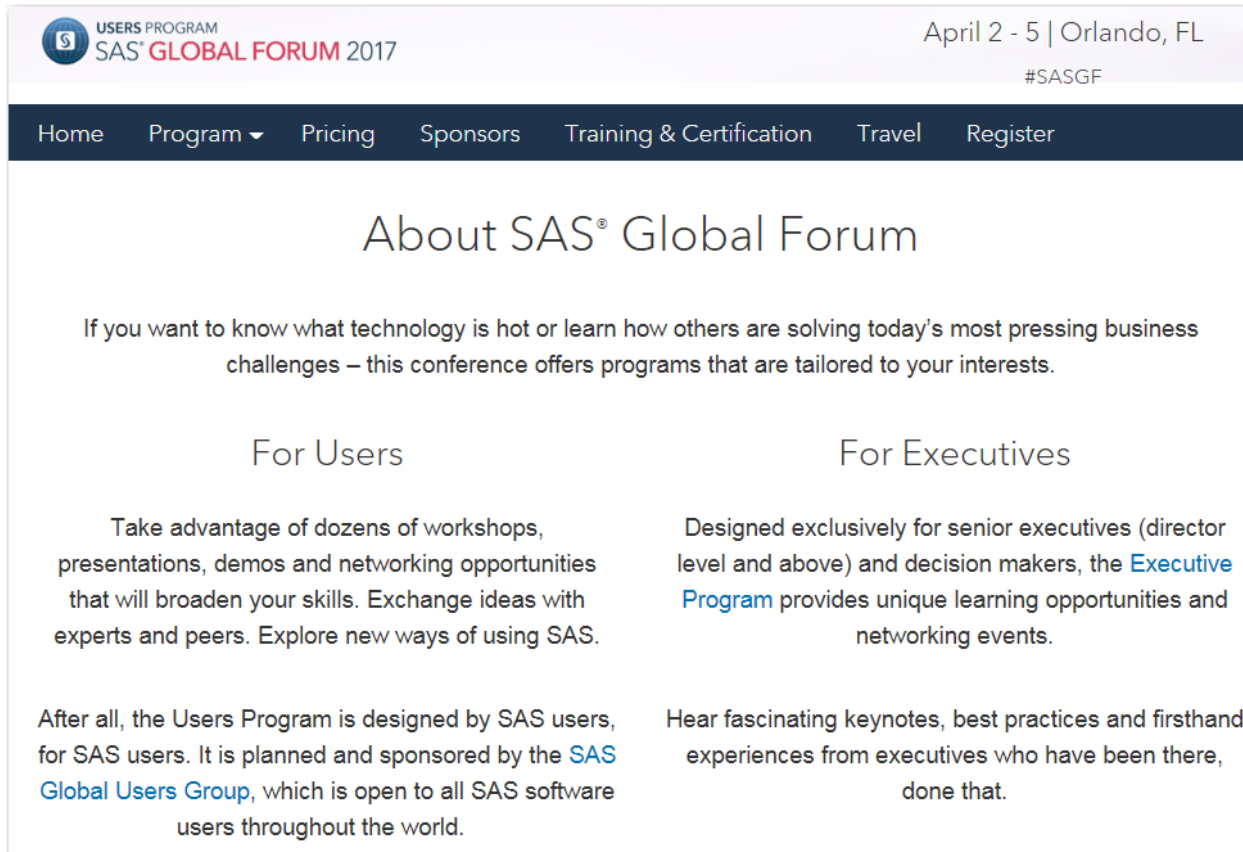 USERS PROGRAM
SAS® GLOBAL FORUM 2017
April 2 - 5 | Orlando, FL
#SASGF
Home Program Pricing Sponsors Training & Certification Travel Register
About SAS® Global Forum
If you want to know what technology is hot or learn how others are solving today's most pressing business
challenges – this conference offers programs that are tailored to your interests.
For Users
Take advantage of dozens of workshops,
presentations, demos and networking opportunities
that will broaden your skills. Exchange ideas with
experts and peers. Explore new ways of using SAS.
After all, the Users Program is designed by SAS users,
for SAS users. It is planned and sponsored by the SAS
Global Users Group, which is open to all SAS software
users throughout the world.
For Executives
Designed exclusively for senior executives (director
level and above) and decision makers, the Executive
Program provides unique learning opportunities and
networking events.
Hear fascinating keynotes, best practices and firsthand
experiences from executives who have been there,
done that.